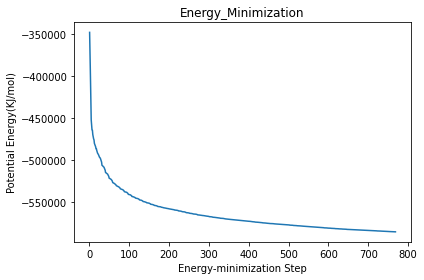 Energy_Minimization
Potential Energy(KJ/mol)
−350000
−400000
−450000
−500000
−550000
0 100 200 300 400 500 600 700 800
Energy-minimization Step